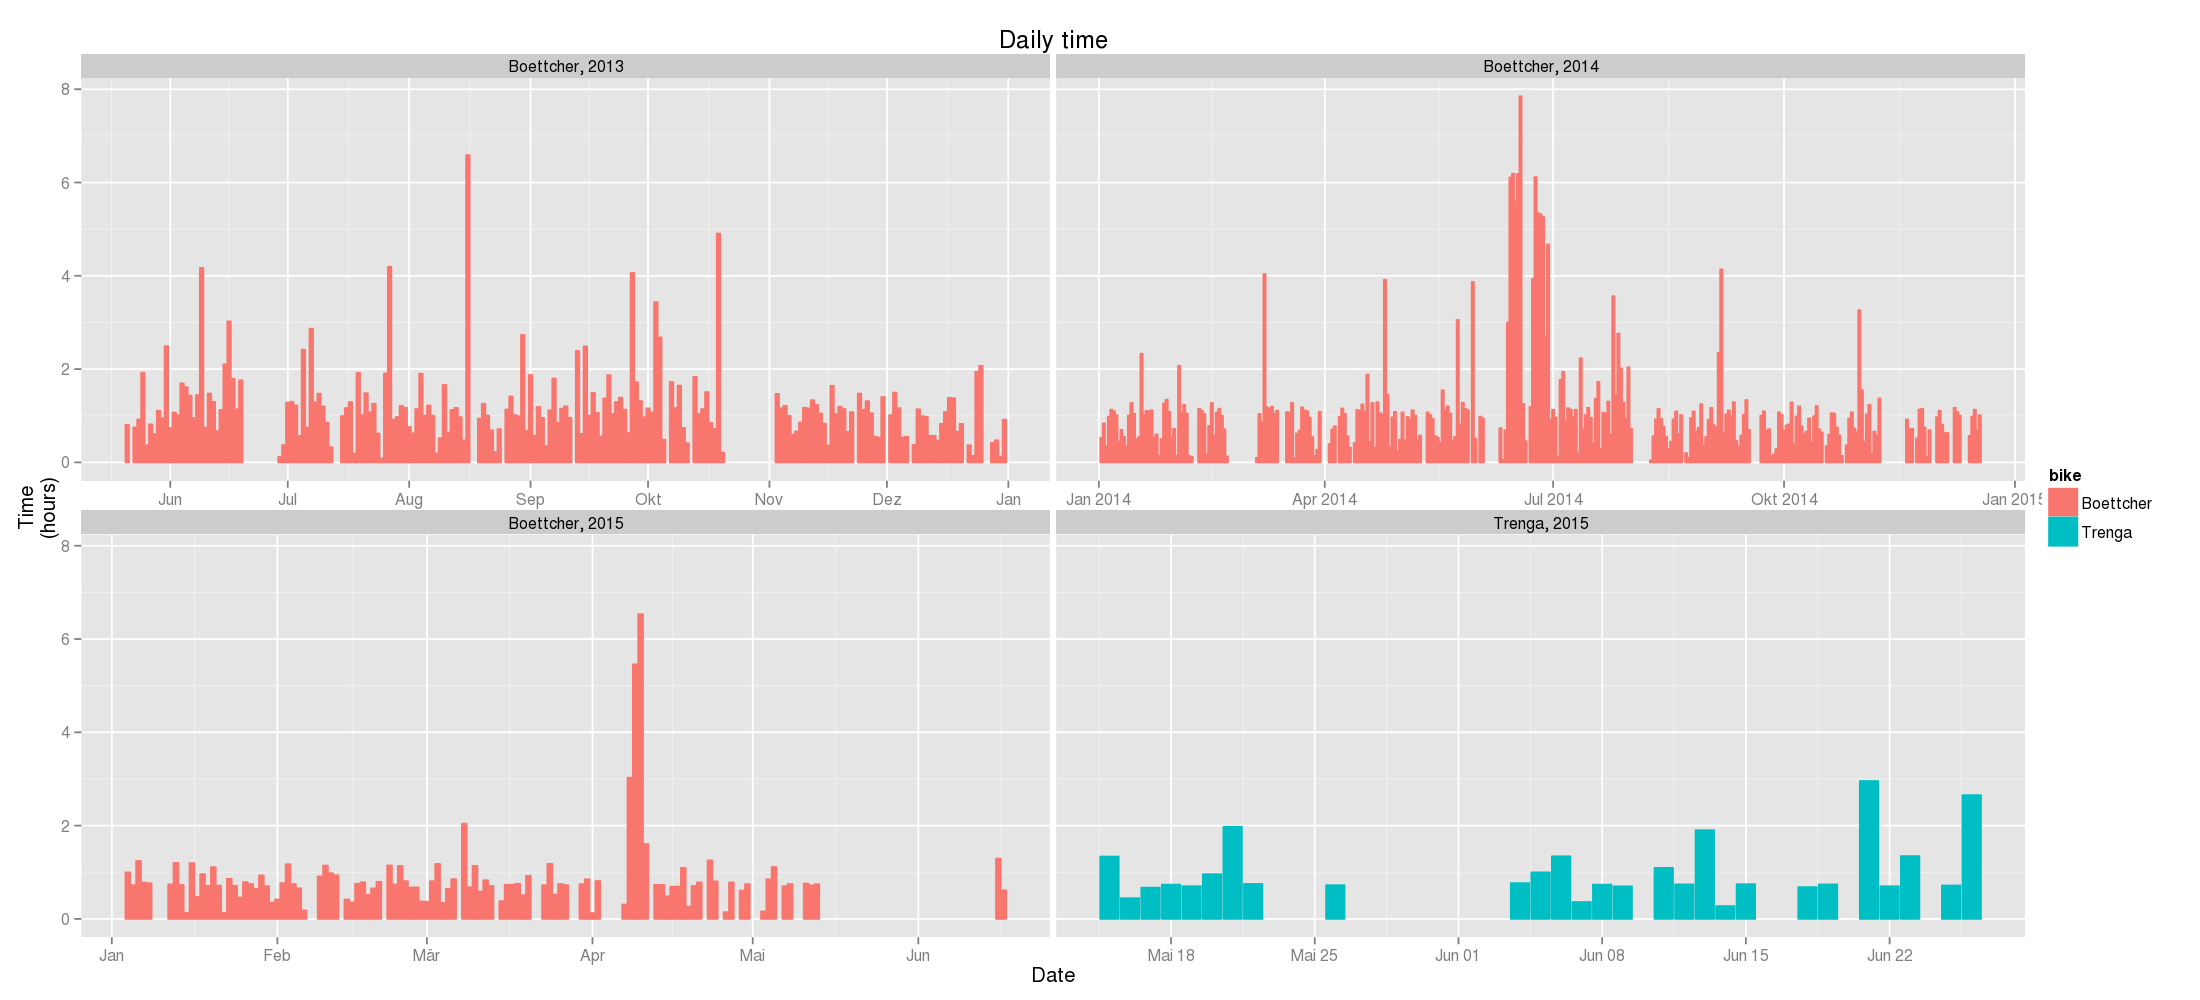 Daily time
Boettcher, 2013
Boettcher, 2014
8
6
4
2
0
Jun Jul Aug Sep Okt Nov Dez Jan
Jan 2014 Apr 2014 Jul 2014 Okt 2014 Jan 2015
Time
(hours)
bike
Boettcher
Trenga
Boettcher, 2015
Trenga, 2015
8
6
4
2
0
Jan Feb Mär Apr Mai Jun
Mai 18 Mai 25 Jun 01 Jun 08 Jun 15 Jun 22
Date